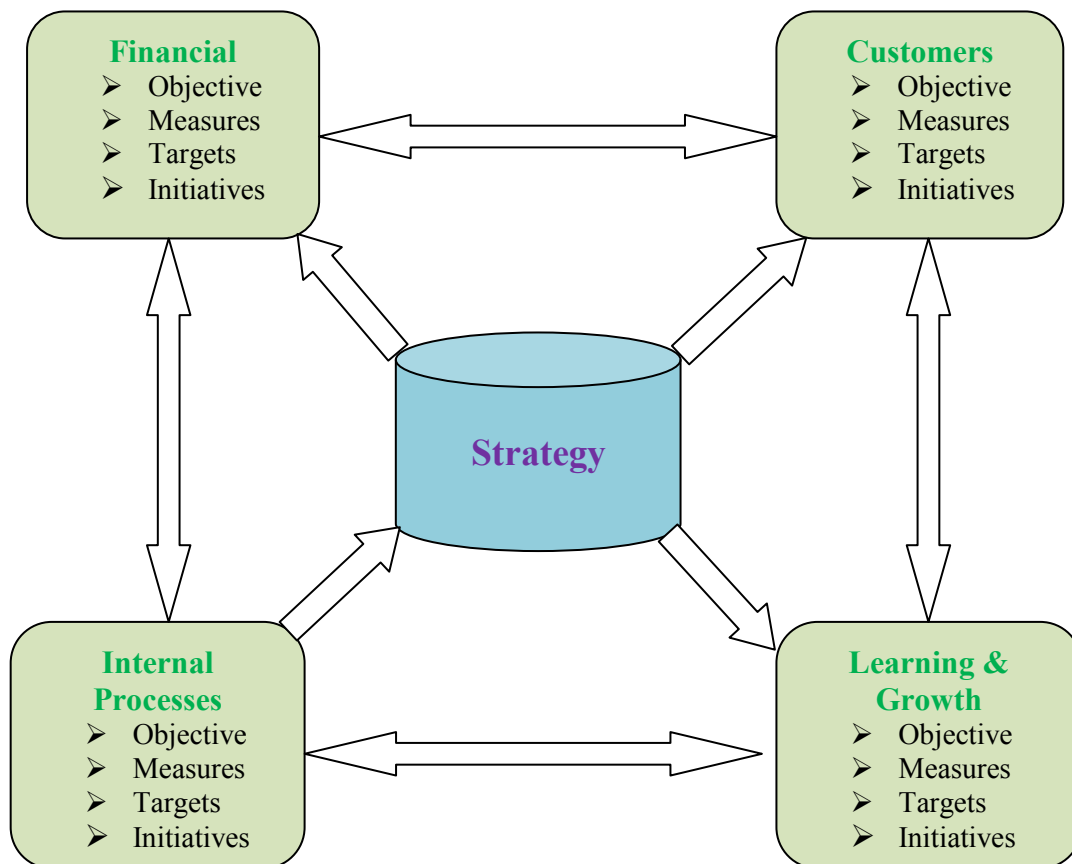 Financial
➢ Objective
➢ Measures
➢ Targets
➢ Initiatives
Customers
➢ Objective
➢ Measures
➢ Targets
➢ Initiatives
Strategy
Internal
Processes
➢ Objective
➢ Measures
➢ Targets
➢ Initiatives
Learning &
Growth
➢ Objective
➢ Measures
➢ Targets
➢ Initiatives